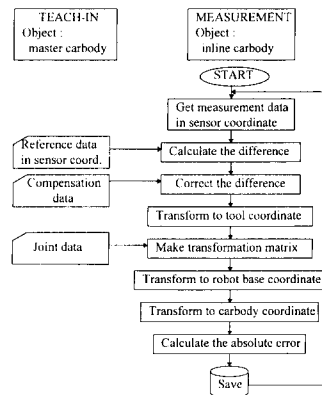 TEACH-IN
Object :
master carbody
MEASUREMENT
Object :
inline carbody
START
Get measurement data
in sensor coordinate
Reference data
in sensor coord.
Calculate the difference
Compensation
data
Correct the difference
Transform to tool coordinate
Joint data
Make transformation matrix
Transform to robot base coordinate
Transform to carbody coordinate
Calculate the absolute error
Save